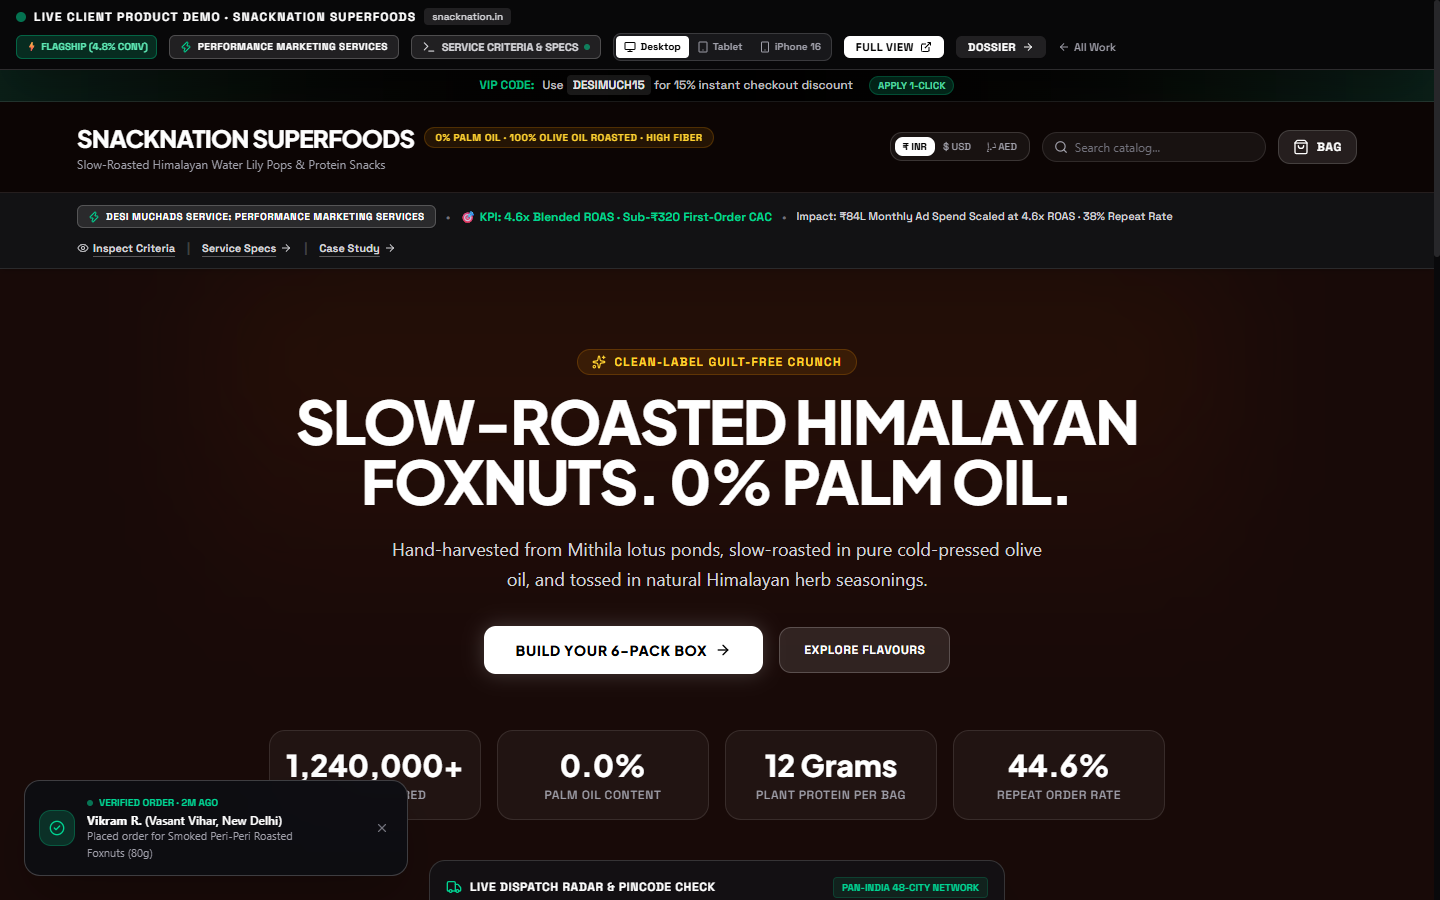 LIVE CLIENT PRODUCT DEMO • SNACKNATION SUPERFOODS snacknation.in
FLAGSHIP (4.8% CONV) PERFORMANCE MARKETING SERVICES SERVICE CRITERIA & SPECS Desktop Tablet iPhone 16 FULL VIEW DOSSIER → ← All Work
VIP CODE: Use DESIMUCH15 for 15% instant checkout discount APPLY 1-CLICK
SNACKNATION SUPERFOODS 0% PALM OIL • 100% OLIVE OIL ROASTED • HIGH FIBER
Slow-Roasted Himalayan Water Lily Pops & Protein Snacks
₹ INR $ USD د.إ AED Search catalog... BAG
DESI MUCHADS SERVICE: PERFORMANCE MARKETING SERVICES • 🎯 KPI: 4.6x Blended ROAS · Sub-₹320 First-Order CAC • Impact: ₹84L Monthly Ad Spend Scaled at 4.6x ROAS · 38% Repeat Rate
Inspect Criteria | Service Specs → | Case Study →
CLEAN-LABEL GUILT-FREE CRUNCH
SLOW-ROASTED HIMALAYAN
FOXNUTS. 0% PALM OIL.
Hand-harvested from Mithila lotus ponds, slow-roasted in pure cold-pressed olive
oil, and tossed in natural Himalayan herb seasonings.
BUILD YOUR 6-PACK BOX → EXPLORE FLAVOURS
1,240,000+ 0.0% 12 Grams 44.6%
PALM OIL CONTENT PLANT PROTEIN PER BAG REPEAT ORDER RATE
VERIFIED ORDER • 2M AGO
Vikram R. (Vasant Vihar, New Delhi)
Placed order for Smoked Peri-Peri Roasted
Foxnuts (80g)
LIVE DISPATCH RADAR & PINCODE CHECK PAN-INDIA 48-CITY NETWORK